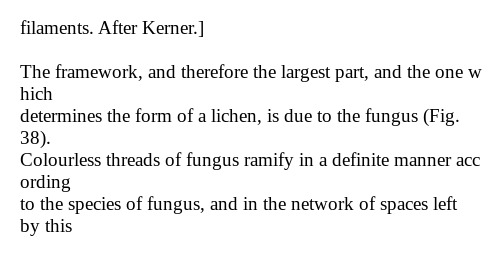 filaments. After Kerner.]

The framework, and therefore the largest part, and the one w
hich
determines the form of a lichen, is due to the fungus (Fig.
38).
Colourless threads of fungus ramify in a definite manner acc
ording
to the species of fungus, and in the network of spaces left
by this